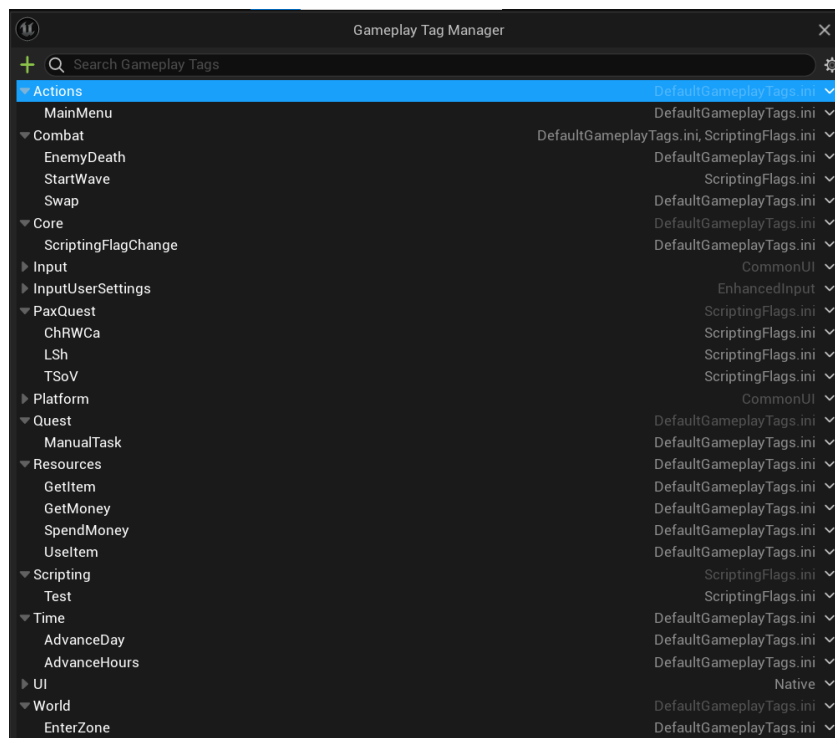 Gameplay Tag Manager
Search Gameplay Tags
Actions DefaultGameplayTags.ini
MainMenu DefaultGameplayTags.ini
Combat DefaultGameplayTags.ini, ScriptingFlags.ini
EnemyDeath DefaultGameplayTags.ini
StartWave ScriptingFlags.ini
Swap DefaultGameplayTags.ini
Core DefaultGameplayTags.ini
ScriptingFlagChange DefaultGameplayTags.ini
Input CommonUI
InputUserSettings EnhancedInput
PaxQuest ScriptingFlags.ini
ChRWCa ScriptingFlags.ini
LSh ScriptingFlags.ini
TSoV ScriptingFlags.ini
Platform CommonUI
Quest DefaultGameplayTags.ini
ManualTask DefaultGameplayTags.ini
Resources DefaultGameplayTags.ini
GetItem DefaultGameplayTags.ini
GetMoney DefaultGameplayTags.ini
SpendMoney DefaultGameplayTags.ini
UseItem DefaultGameplayTags.ini
Scripting ScriptingFlags.ini
Test ScriptingFlags.ini
Time DefaultGameplayTags.ini
AdvanceDay DefaultGameplayTags.ini
AdvanceHours DefaultGameplayTags.ini
UI Native
World DefaultGameplayTags.ini
EnterZone DefaultGameplayTags.ini